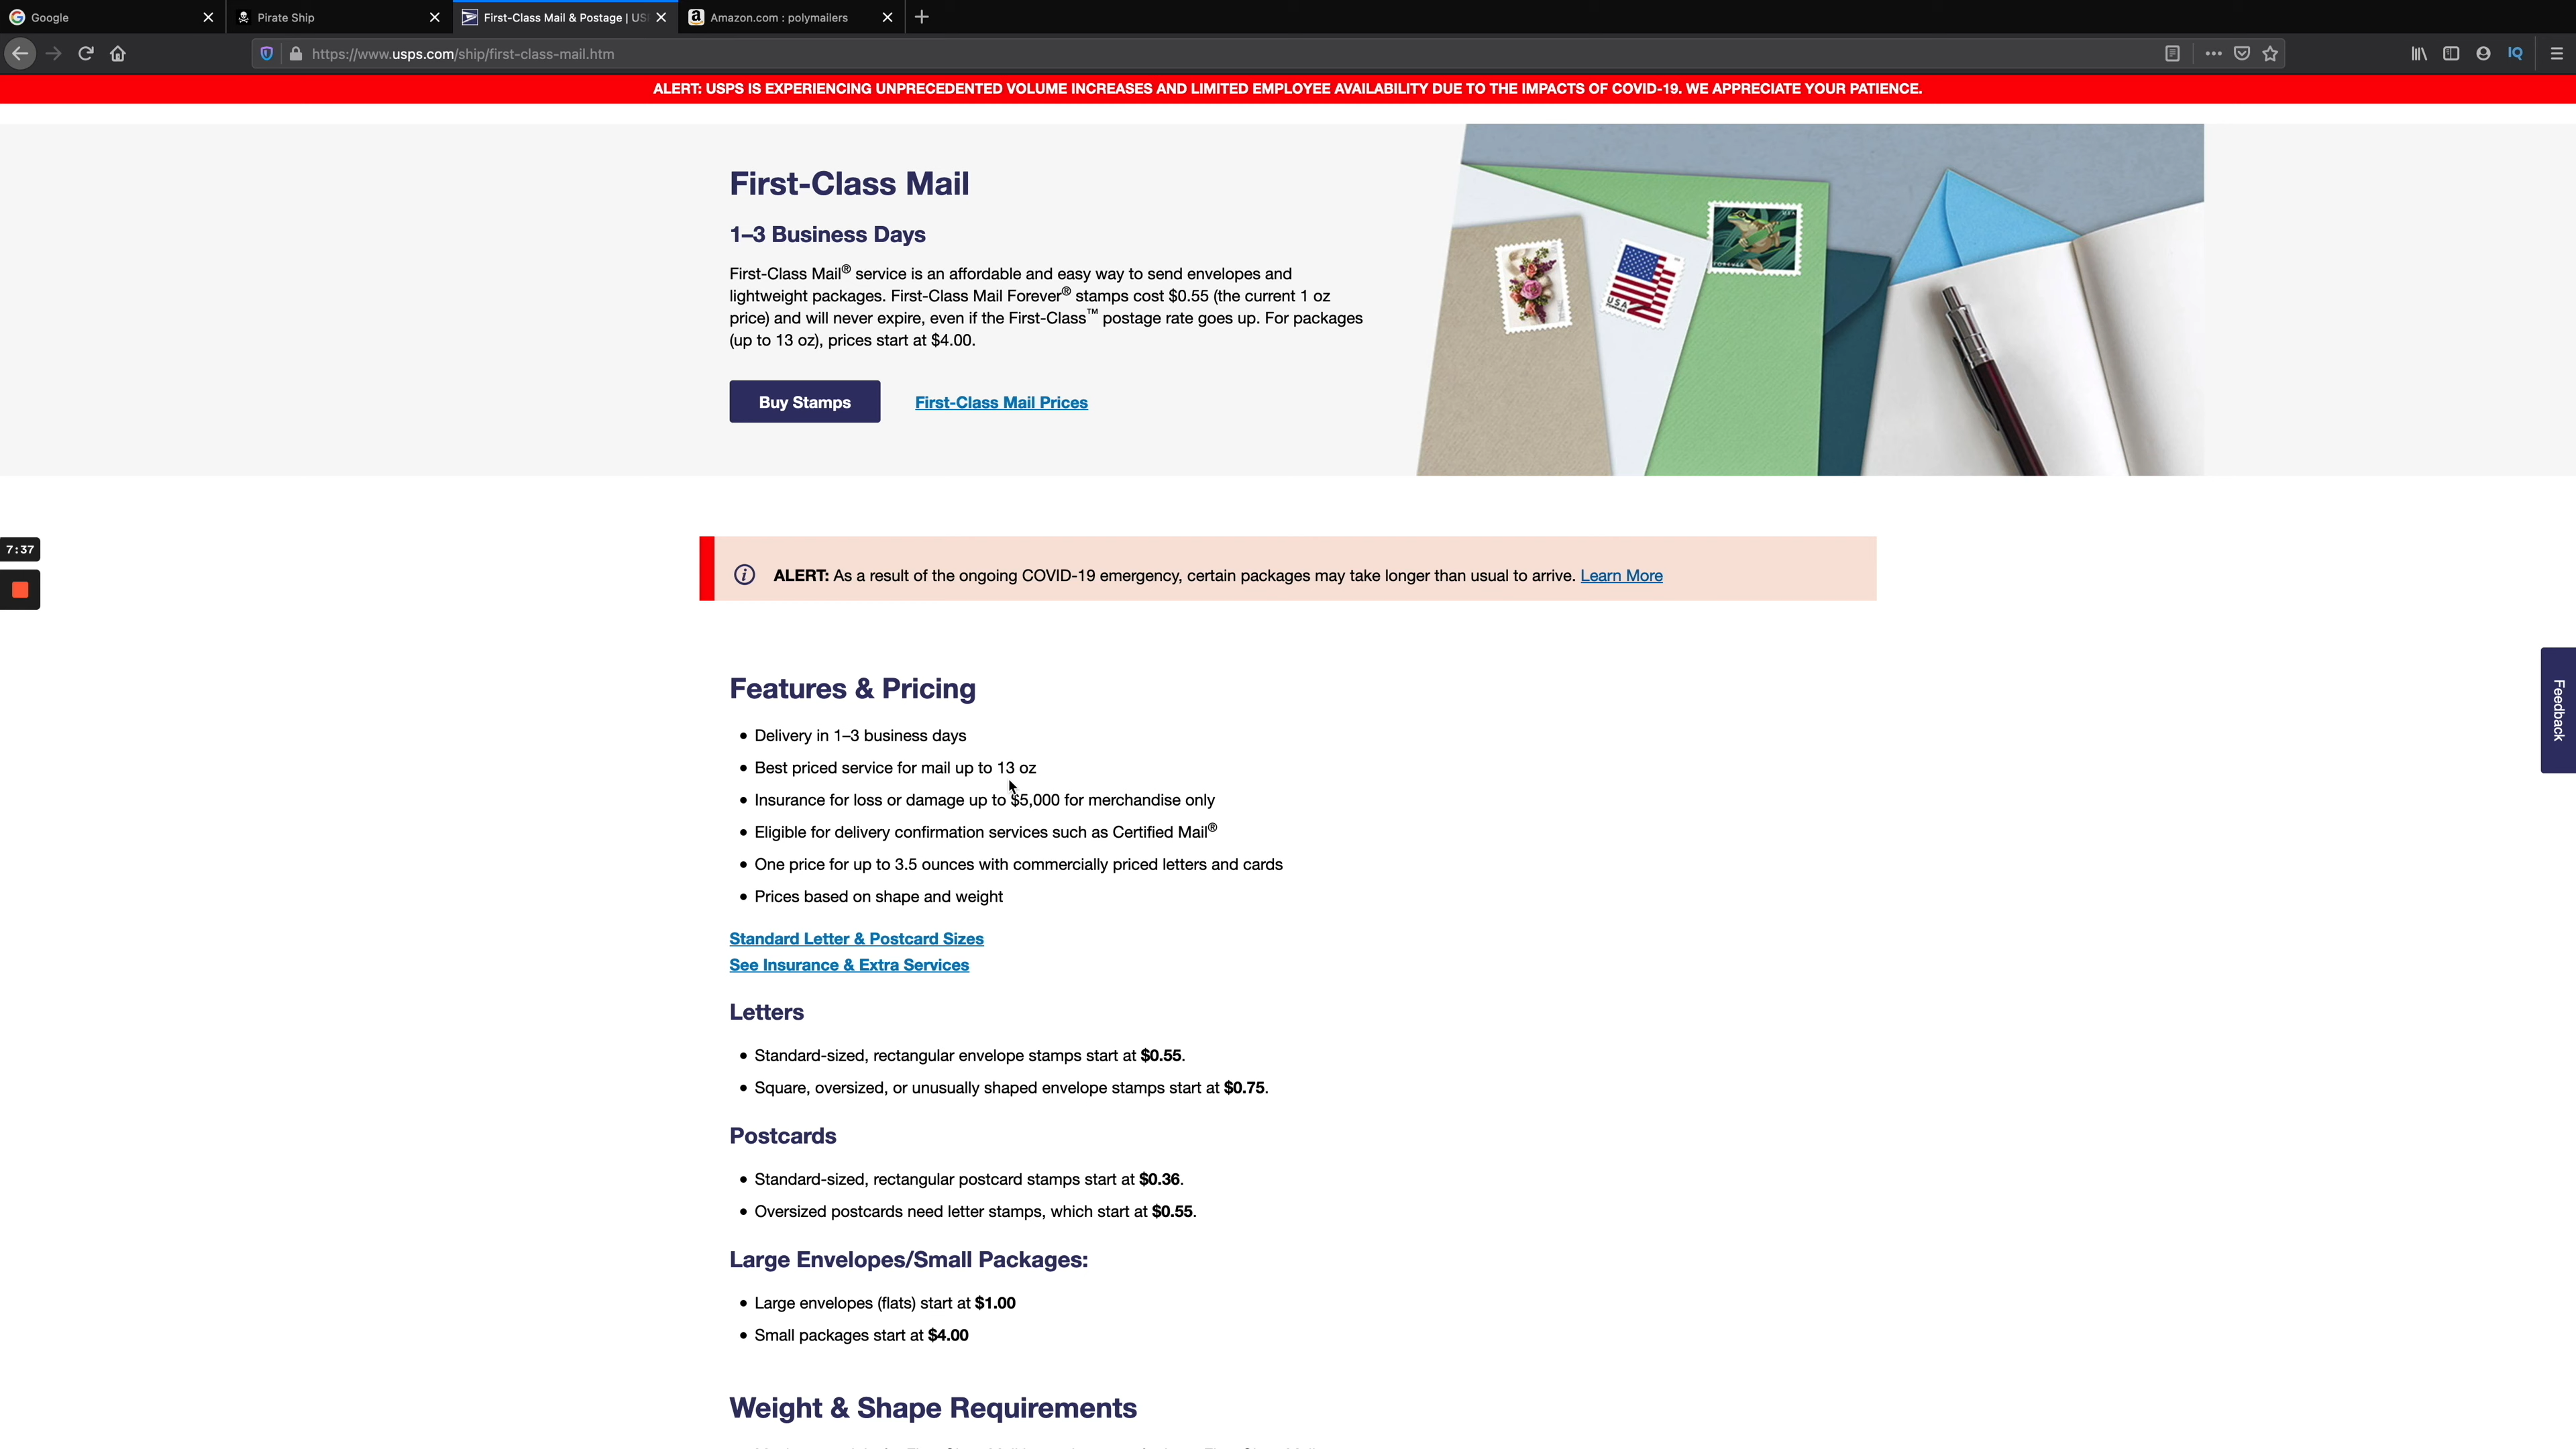 Google
Pirate Ship
First-Class Mail & Postage | US
Amazon.com : polymailers
https://www.usps.com/ship/first-class-mail.htm
IQ
ALERT: USPS IS EXPERIENCING UNPRECEDENTED VOLUME INCREASES AND LIMITED EMPLOYEE AVAILABILITY DUE TO THE IMPACTS OF COVID-19. WE APPRECIATE YOUR PATIENCE.
First-Class Mail
1–3 Business Days
First-Class Mail® service is an affordable and easy way to send envelopes and
lightweight packages. First-Class Mail Forever® stamps cost $0.55 (the current 1 oz
price) and will never expire, even if the First-Class™ postage rate goes up. For packages
(up to 13 oz), prices start at $4.00.
Buy Stamps
First-Class Mail Prices
USA
FOREVER
7:37
ALERT: As a result of the ongoing COVID-19 emergency, certain packages may take longer than usual to arrive. Learn More
Feedback
Features & Pricing
• Delivery in 1–3 business days
• Best priced service for mail up to 13 oz
• Insurance for loss or damage up to $5,000 for merchandise only
• Eligible for delivery confirmation services such as Certified Mail®
• One price for up to 3.5 ounces with commercially priced letters and cards
• Prices based on shape and weight
Standard Letter & Postcard Sizes
See Insurance & Extra Services
Letters
• Standard-sized, rectangular envelope stamps start at $0.55.
• Square, oversized, or unusually shaped envelope stamps start at $0.75.
Postcards
• Standard-sized, rectangular postcard stamps start at $0.36.
• Oversized postcards need letter stamps, which start at $0.55.
Large Envelopes/Small Packages:
• Large envelopes (flats) start at $1.00
• Small packages start at $4.00
Weight & Shape Requirements